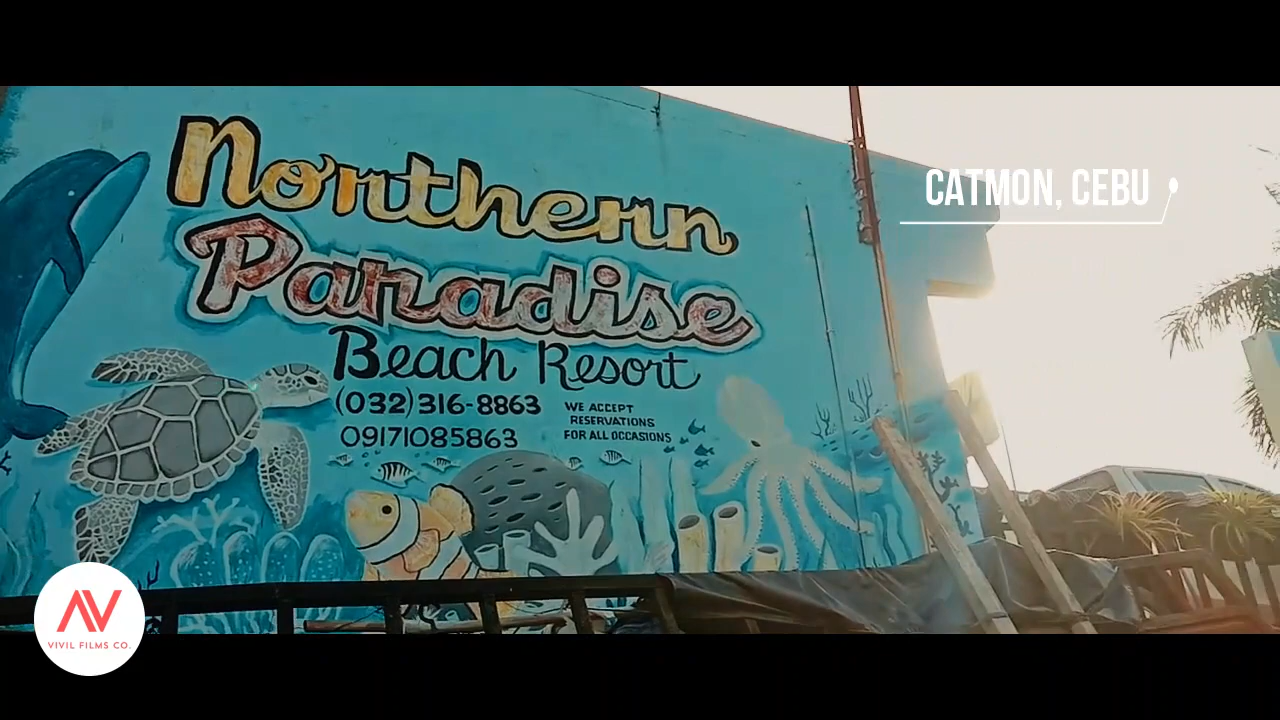 Northern
Paradise
Beach Resort
(032)316-8863
09171085863
WE ACCEPT
RESERVATIONS
FOR ALL OCCASIONS
CATMON, CEBU
AV
VIVIL FILMS CO.